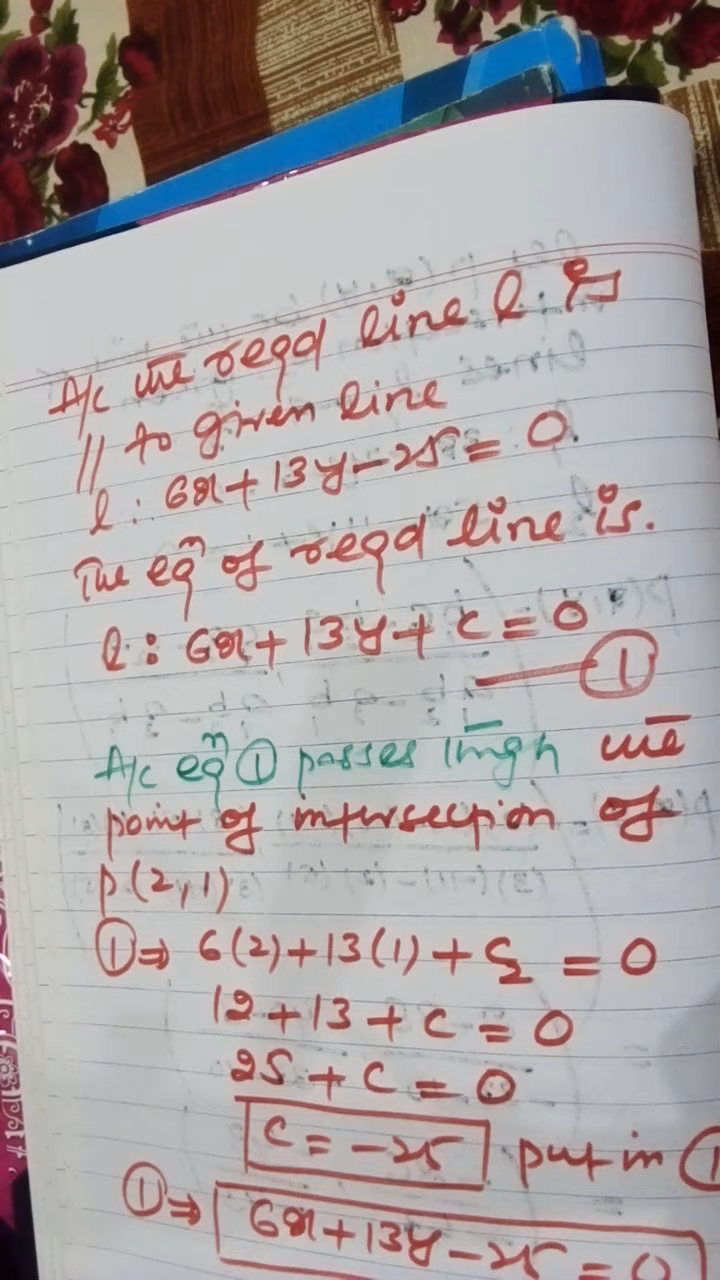 A/c the reqd line l is
// to given line
l : 6x + 13y - 25 = 0
The eqn of reqd line is.
l : 6x + 13y + c = 0
①
A/c eqn ① passes through the
point of intersection of
p(2,1)
① ⇒ 6(2) + 13(1) + c = 0
12 + 13 + c = 0
25 + c = 0
c = -25 put in ①
① ⇒ 6x + 13y - 25 = 0